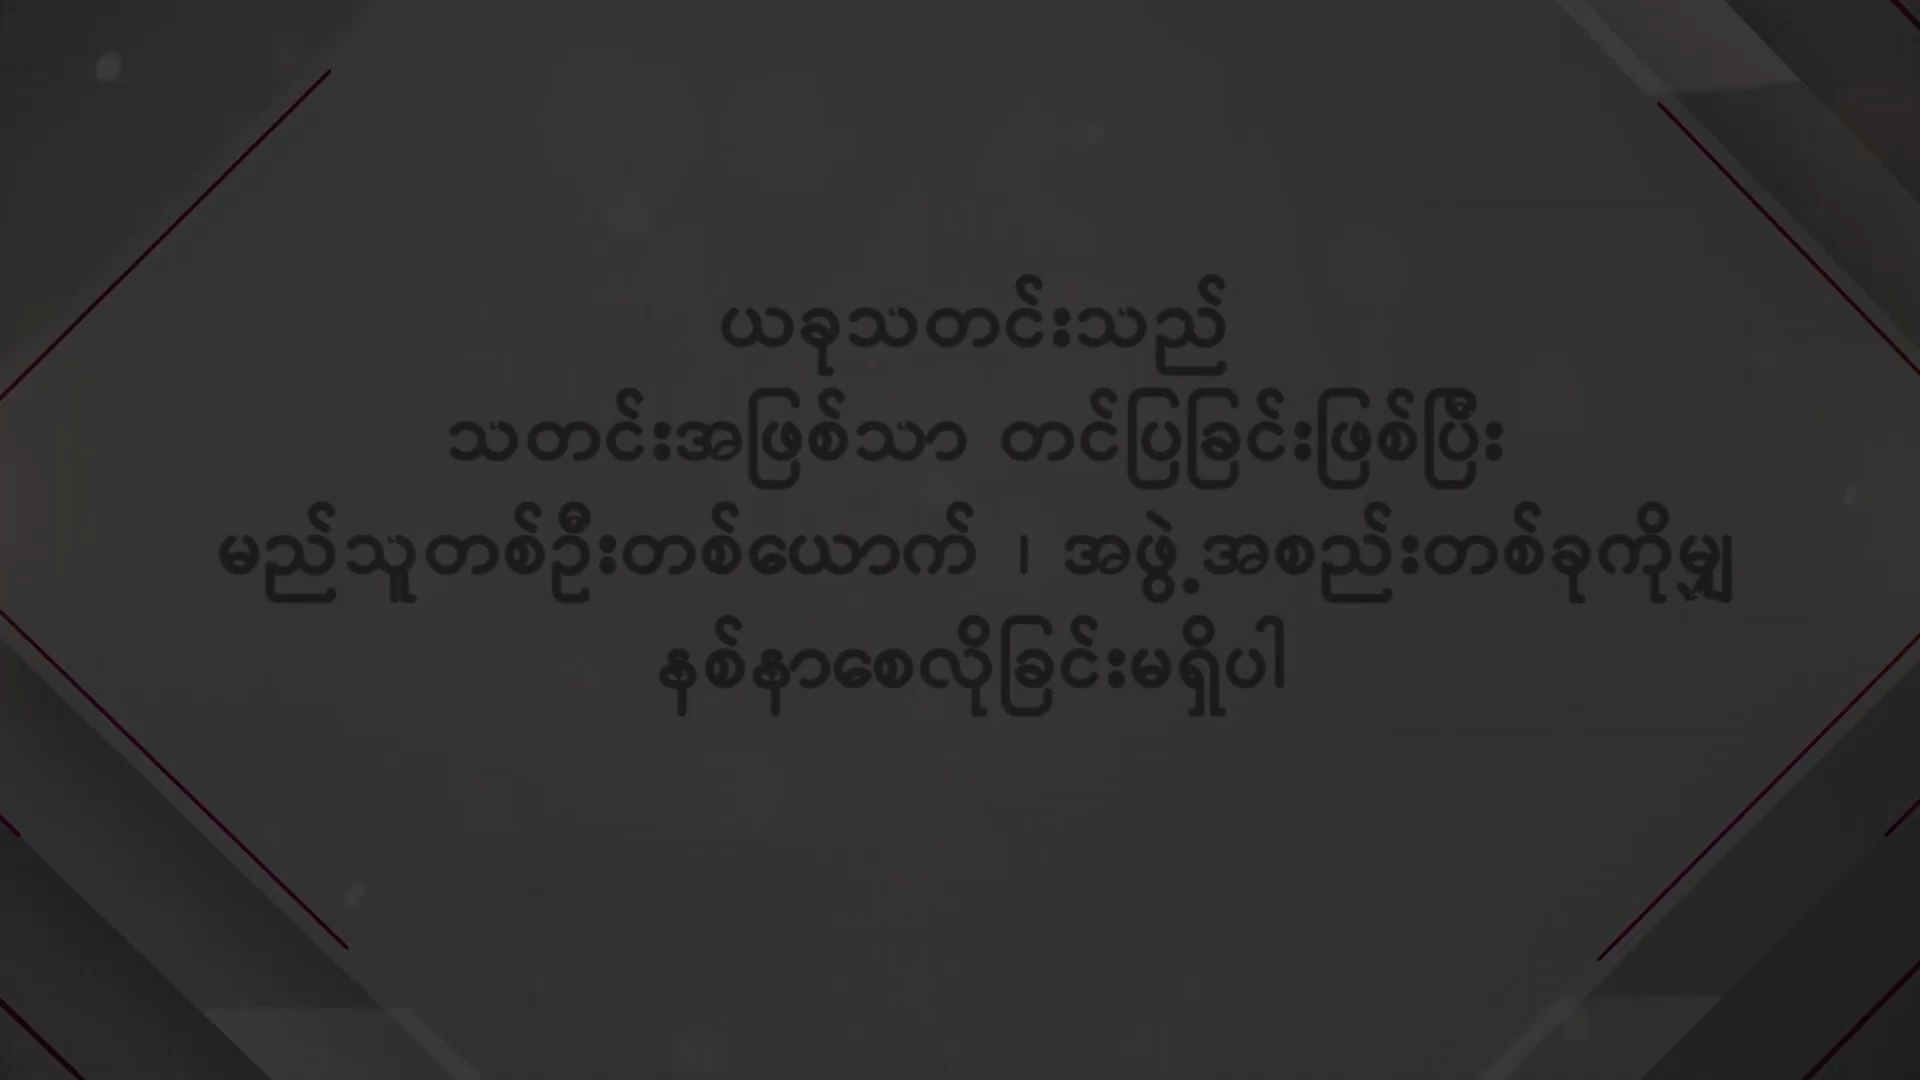 ယခုသတင်းသည်
သတင်းအဖြစ်သာ တင်ပြခြင်းဖြစ်ပြီး
မည်သူတစ်ဦးတစ်ယောက် ၊ အဖွဲ့အစည်းတစ်ခုကိုမျှ
နစ်နာစေလိုခြင်းမရှိပါ